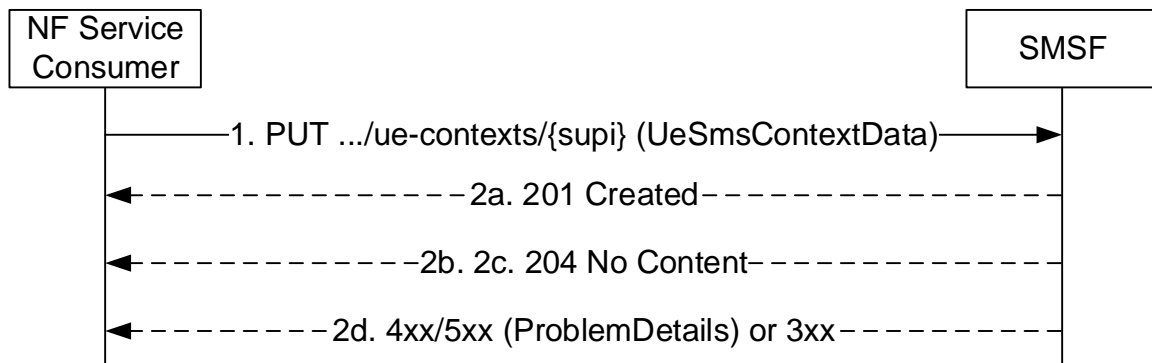 NF Service
Consumer
SMSF
1. PUT .../ue-contexts/{supi} (UeSmsContextData)
2a. 201 Created
2b. 2c. 204 No Content
2d. 4xx/5xx (ProblemDetails) or 3xx